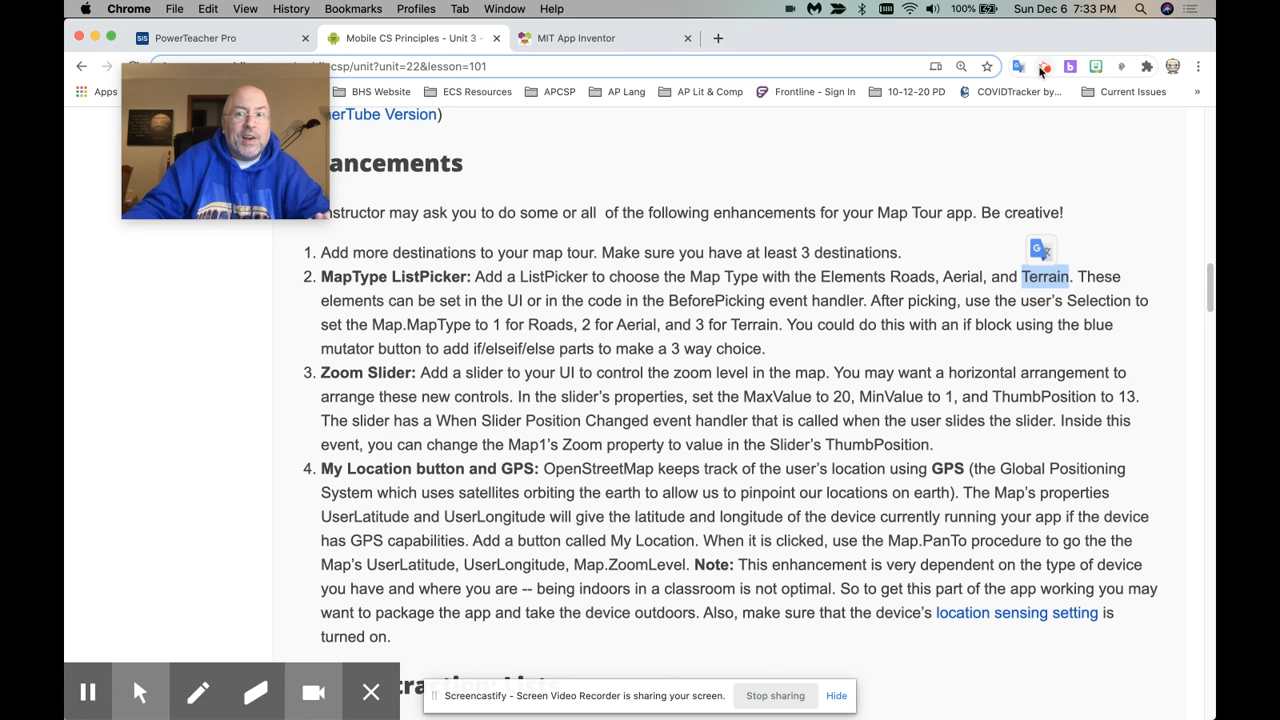 Chrome File Edit View History Bookmarks Profiles Tab Window Help 100% Sun Dec 6 7:33 PM
SIS PowerTeacher Pro × Mobile CS Principles - Unit 3 - × MIT App Inventor × +
csp/unit?unit=22&lesson=101
Apps BHS Website ECS Resources APCSP AP Lang AP Lit & Comp Frontline - Sign In 10-12-20 PD COVIDTracker by... Current Issues »
erTube Version)
ancements
nstructor may ask you to do some or all of the following enhancements for your Map Tour app. Be creative!
1. Add more destinations to your map tour. Make sure you have at least 3 destinations.
2. MapType ListPicker: Add a ListPicker to choose the Map Type with the Elements Roads, Aerial, and Terrain. These
elements can be set in the UI or in the code in the BeforePicking event handler. After picking, use the user's Selection to
set the Map.MapType to 1 for Roads, 2 for Aerial, and 3 for Terrain. You could do this with an if block using the blue
mutator button to add if/elseif/else parts to make a 3 way choice.
3. Zoom Slider: Add a slider to your UI to control the zoom level in the map. You may want a horizontal arrangement to
arrange these new controls. In the slider's properties, set the MaxValue to 20, MinValue to 1, and ThumbPosition to 13.
The slider has a When Slider Position Changed event handler that is called when the user slides the slider. Inside this
event, you can change the Map1's Zoom property to value in the Slider's ThumbPosition.
4. My Location button and GPS: OpenStreetMap keeps track of the user's location using GPS (the Global Positioning
System which uses satellites orbiting the earth to allow us to pinpoint our locations on earth). The Map's properties
UserLatitude and UserLongitude will give the latitude and longitude of the device currently running your app if the device
has GPS capabilities. Add a button called My Location. When it is clicked, use the Map.PanTo procedure to go the the
Map's UserLatitude, UserLongitude, Map.ZoomLevel. Note: This enhancement is very dependent on the type of device
you have and where you are -- being indoors in a classroom is not optimal. So to get this part of the app working you may
want to package the app and take the device outdoors. Also, make sure that the device's location sensing setting is
turned on.
Screencastify - Screen Video Recorder is sharing your screen. Stop sharing Hide